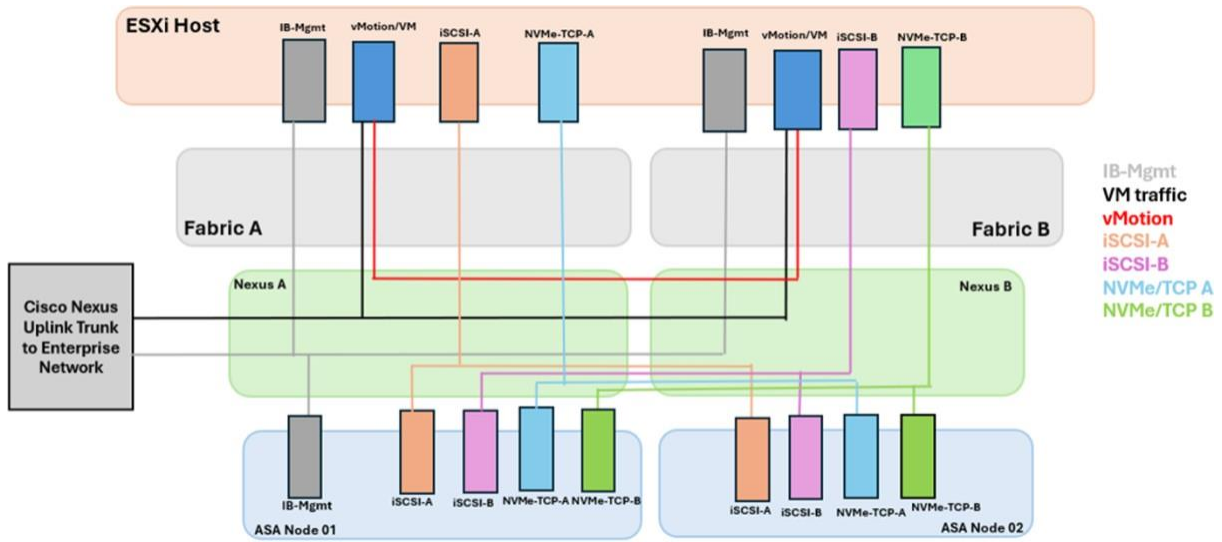 ESXi Host
IB-Mgmt
vMotion/VM
iSCSI-A
NVMe-TCP-A
IB-Mgmt
vMotion/VM
iSCSI-B
NVMe-TCP-B
Fabric A
Fabric B
IB-Mgmt
VM traffic
vMotion
iSCSI-A
iSCSI-B
NVMe/TCP A
NVMe/TCP B
Nexus A
Nexus B
Cisco Nexus
Uplink Trunk
to Enterprise
Network
IB-Mgmt
iSCSI-A
iSCSI-B
NVMe-TCP-A
NVMe-TCP-B
ASA Node 01
iSCSI-A
iSCSI-B
NVMe-TCP-A
NVMe-TCP-B
ASA Node 02